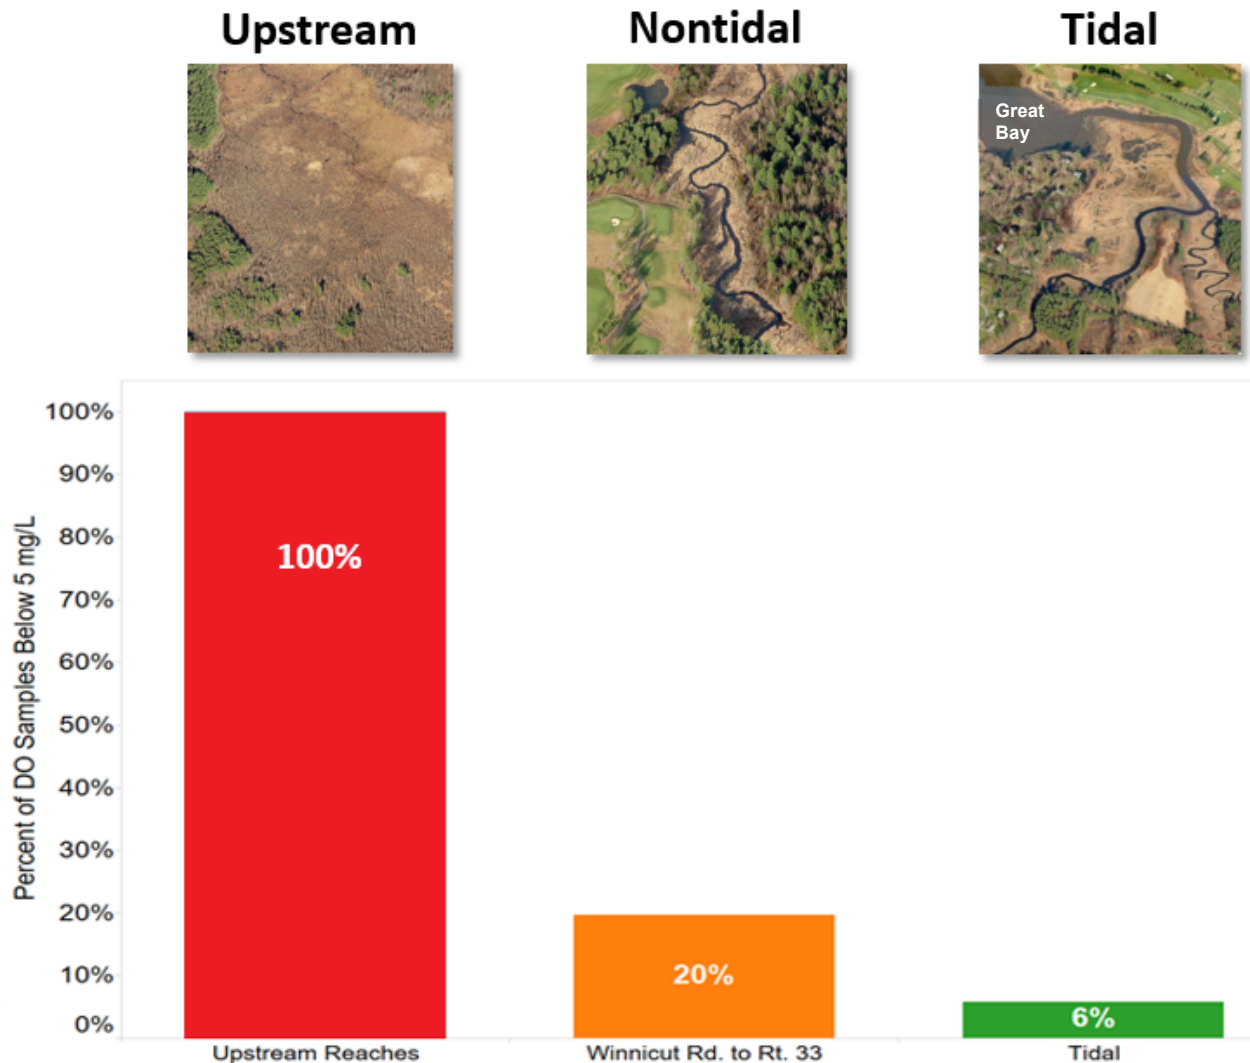 Upstream
Nontidal
Tidal
Great
Bay
Percent of DO Samples Below 5 mg/L
100%
90%
80%
70%
60%
50%
40%
30%
20%
10%
0%
100%
20%
6%
Upstream Reaches
Winnicut Rd. to Rt. 33
Tidal